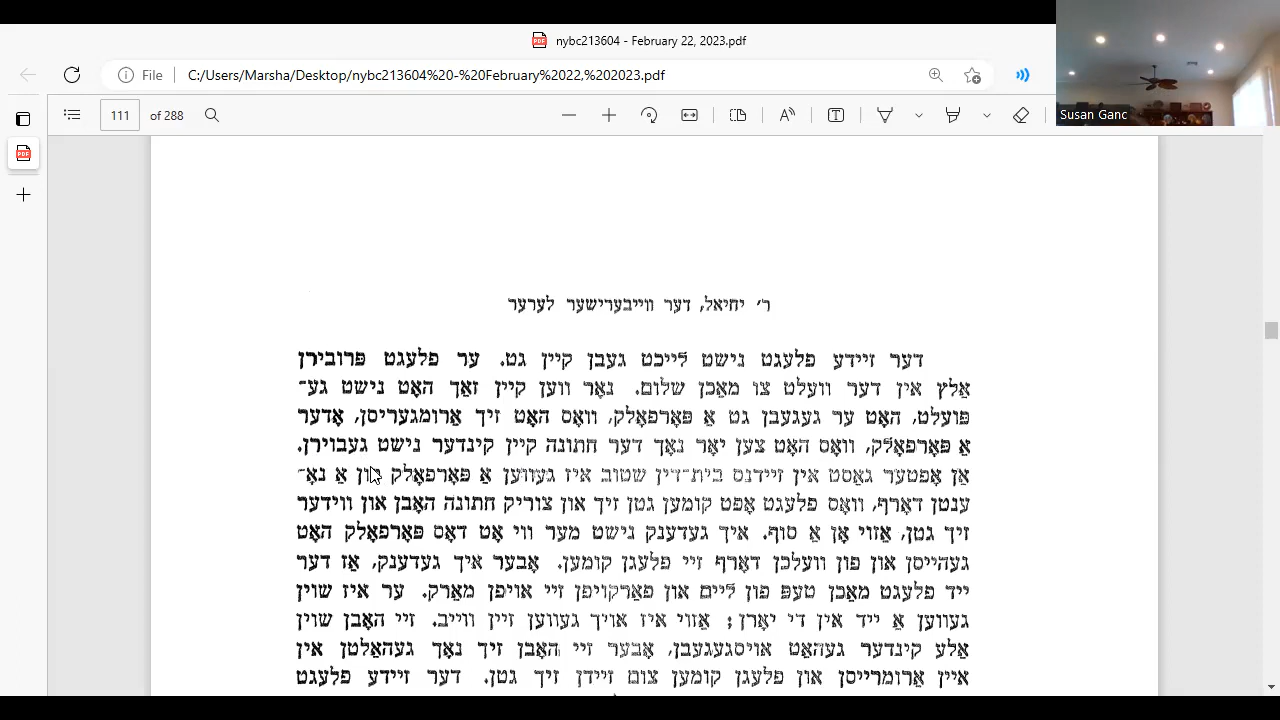 nybc213604 - February 22, 2023.pdf
File C:/Users/Marsha/Desktop/nybc213604%20-%20February%2022,%202023.pdf
111 of 288
Susan Ganc
ר׳ יחיאל, דער ווייבערישער לערער
דער זיידע פלעגט נישט לייכט געבן קיין גט. ער פלעגט פּרובירן
אַלץ אין דער וועלט צו מאַכן שלום. נאָר ווען קיין זאַך האָט נישט גע־
פּועלט, האָט ער געגעבן גט אַ פּאָרפאָלק, וואָס האָט זיך אַרומגעריסן, אָדער
אַ פּאָרפאָלק, וואָס האָט צען יאָר נאָך דער חתונה קיין קינדער נישט געבוירן.
אַן אָפטער גאַסט אין זיידנס בית־דין שטוב איז געווען אַ פּאָרפאָלק פון אַ נאָ־
ענטן דאָרף, וואָס פלעגט אָפט קומען גטן זיך און צוריק חתונה האָבן און ווידער
זיך גטן, אַזוי אָן אַ סוף. איך געדענק נישט מער ווי אָט דאָס פּאָרפאָלק האָט
געהייסן און פון וועלכן דאָרף זיי פלעגן קומען. אָבער איך געדענק, אַז דער
ייד פלעגט מאַכן טעפּ פון ליים און פאַרקויפן זיי אויפן מאַרק. ער איז שוין
געווען אַ ייד אין די יאָרן; אַזוי איז אויך געווען זיין ווייב. זיי האָבן שוין
אַלע קינדער געהאַט אויסגעגעבן, אָבער זיי האָבן זיך נאָך געהאַלטן אין
איין אַרומרייסן און פלעגן קומען צום זיידן זיך גטן. דער זיידע פלעגט